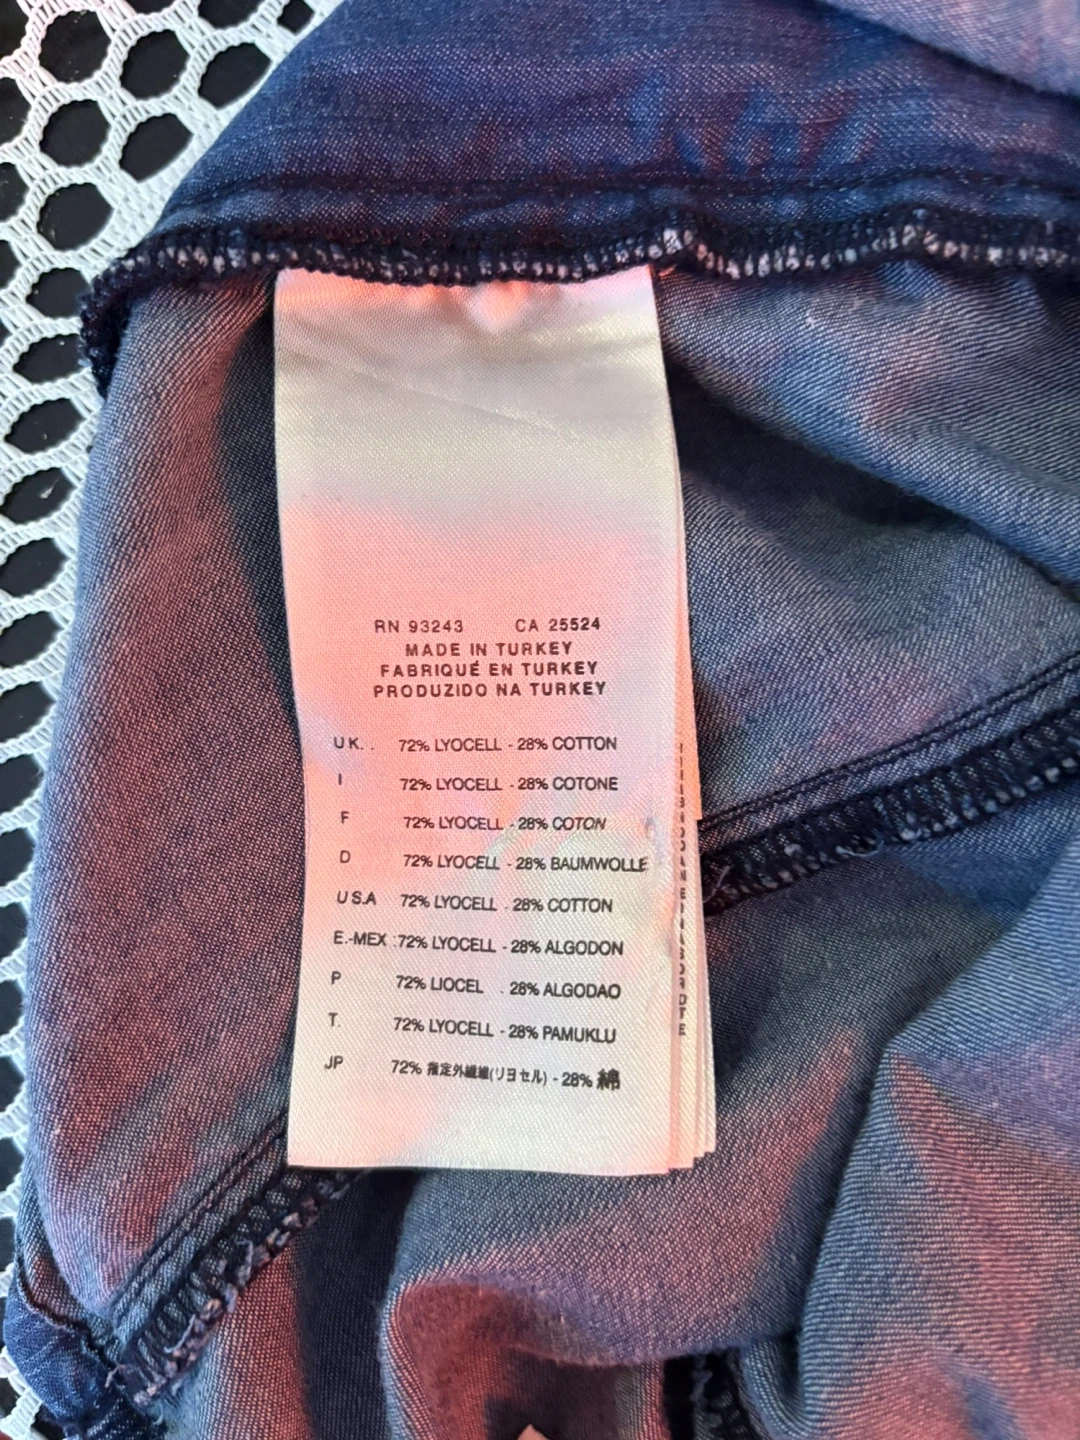 RN 93243 CA 25524
MADE IN TURKEY
FABRIQUÉ EN TURKEY
PRODUZIDO NA TURKEY
UK. . 72% LYOCELL - 28% COTTON
I 72% LYOCELL - 28% COTONE
F 72% LYOCELL - 28% COTON
D 72% LYOCELL - 28% BAUMWOLLE
USA 72% LYOCELL - 28% COTTON
E.-MEX :72% LYOCELL - 28% ALGODON
P 72% LIOCEL . 28% ALGODAO
T. 72% LYOCELL - 28% PAMUKLU
JP 72% 指定外繊維(リヨセル) - 28% 綿